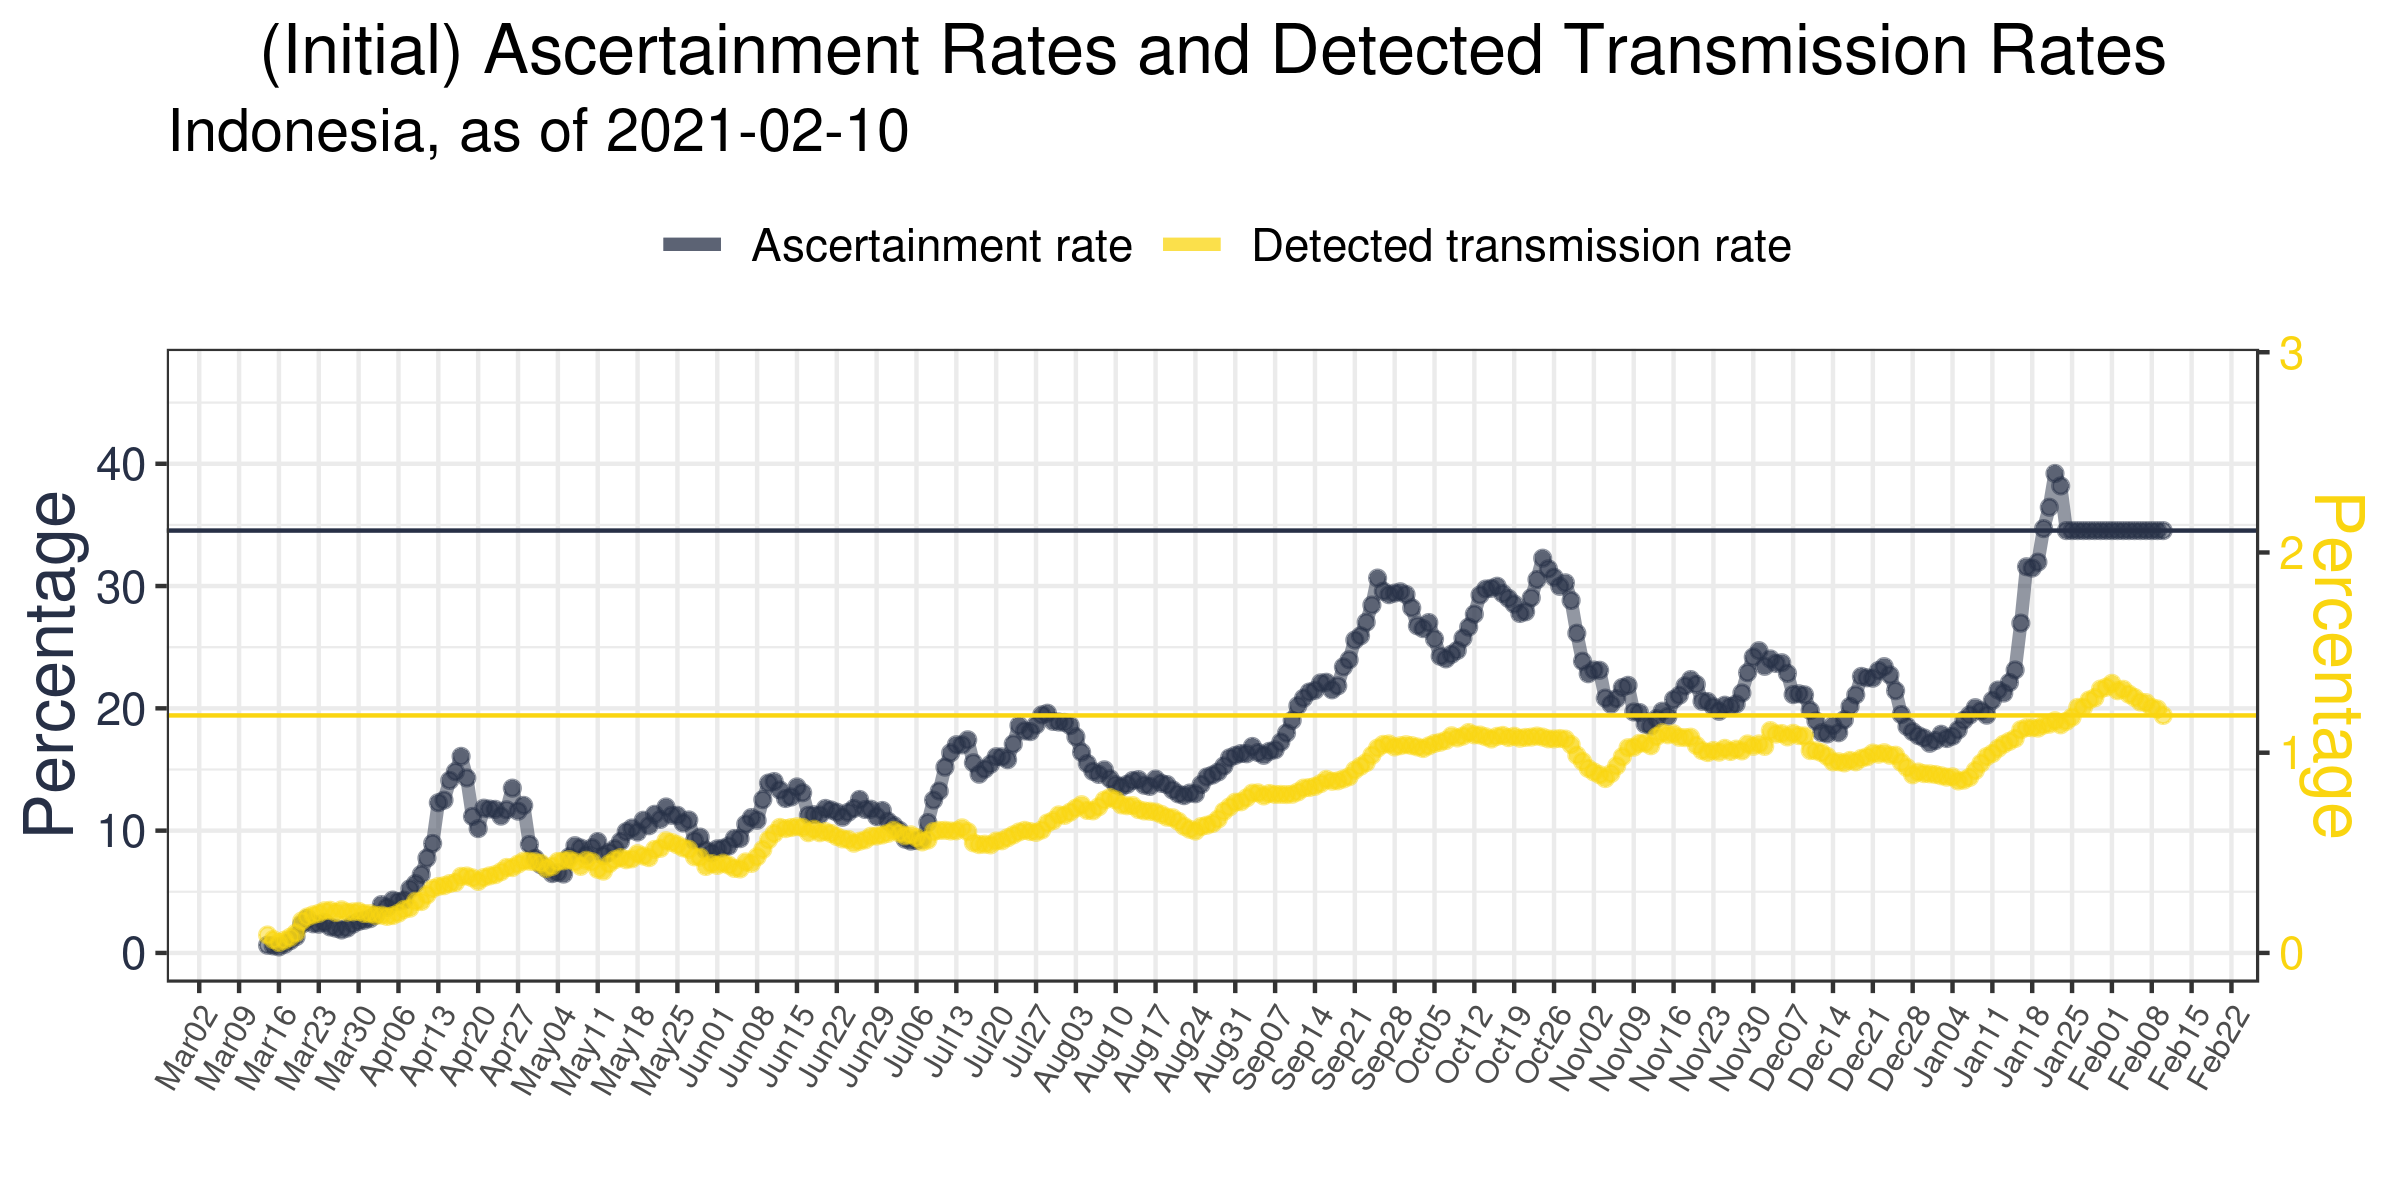 (Initial) Ascertainment Rates and Detected Transmission Rates
Indonesia, as of 2021-02-10
Ascertainment rate
Detected transmission rate
Percentage
40
30
20
10
0
3
2
1
0
Percentage
Mar02
Mar09
Mar16
Mar23
Mar30
Apr06
Apr13
Apr20
Apr27
May04
May11
May18
May25
Jun01
Jun08
Jun15
Jun22
Jun29
Jul06
Jul13
Jul20
Jul27
Aug03
Aug10
Aug17
Aug24
Aug31
Sep07
Sep14
Sep21
Sep28
Oct05
Oct12
Oct19
Oct26
Nov02
Nov09
Nov16
Nov23
Nov30
Dec07
Dec14
Dec21
Dec28
Jan04
Jan11
Jan18
Jan25
Feb01
Feb08
Feb15
Feb22